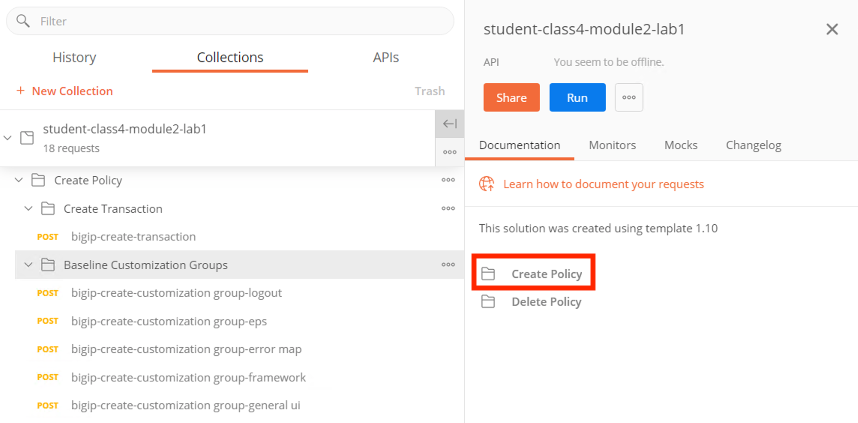 Filter
History
Collections
APIs
+ New Collection
Trash
student-class4-module2-lab1
18 requests
Create Policy
Create Transaction
POST bigip-create-transaction
Baseline Customization Groups
POST bigip-create-customization group-logout
POST bigip-create-customization group-eps
POST bigip-create-customization group-error map
POST bigip-create-customization group-framework
POST bigip-create-customization group-general ui
student-class4-module2-lab1
API You seem to be offline.
Share
Run
Documentation
Monitors
Mocks
Changelog
Learn how to document your requests
This solution was created using template 1.10
Create Policy
Delete Policy